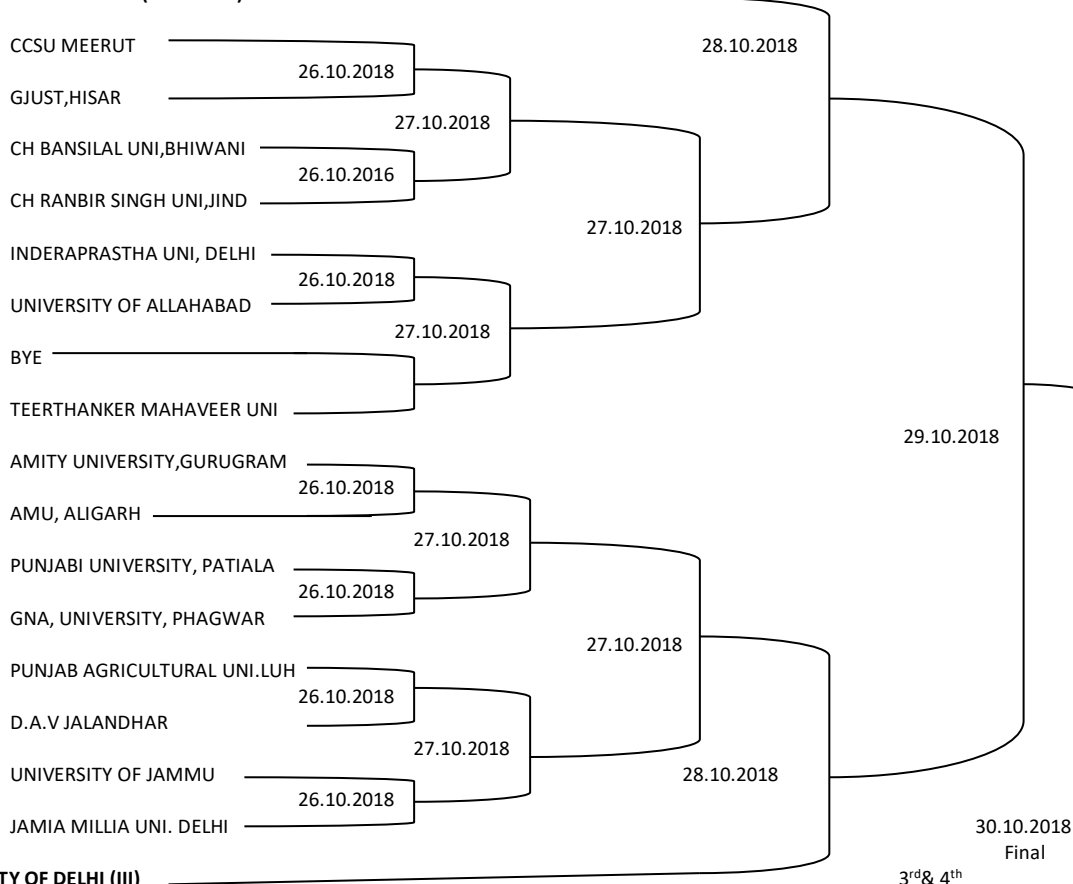 28.10.2018
CCSU MEERUT
26.10.2018
GJUST,HISAR
27.10.2018
CH BANSILAL UNI,BHIWANI
26.10.2016
CH RANBIR SINGH UNI,JIND
27.10.2018
INDERAPRASTHA UNI, DELHI
26.10.2018
UNIVERSITY OF ALLAHABAD
27.10.2018
BYE
TEERTHANKER MAHAVEER UNI
29.10.2018
AMITY UNIVERSITY,GURUGRAM
26.10.2018
AMU, ALIGARH
27.10.2018
PUNJABI UNIVERSITY, PATIALA
26.10.2018
GNA, UNIVERSITY, PHAGWAR
27.10.2018
PUNJAB AGRICULTURAL UNI.LUH
26.10.2018
D.A.V JALANDHAR
27.10.2018
UNIVERSITY OF JAMMU
28.10.2018
26.10.2018
JAMIA MILLIA UNI. DELHI
30.10.2018
Final
TY OF DELHI (III)
3rd& 4th